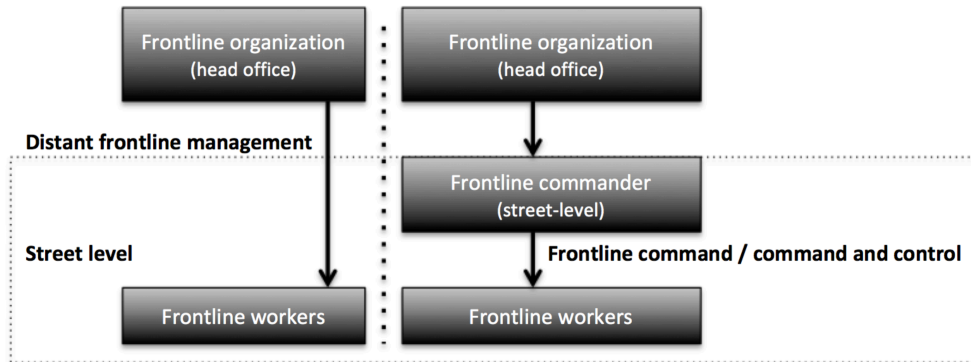 Frontline organization
(head office)
Frontline organization
(head office)
Distant frontline management
Frontline commander
(street-level)
Street level
Frontline command / command and control
Frontline workers
Frontline workers